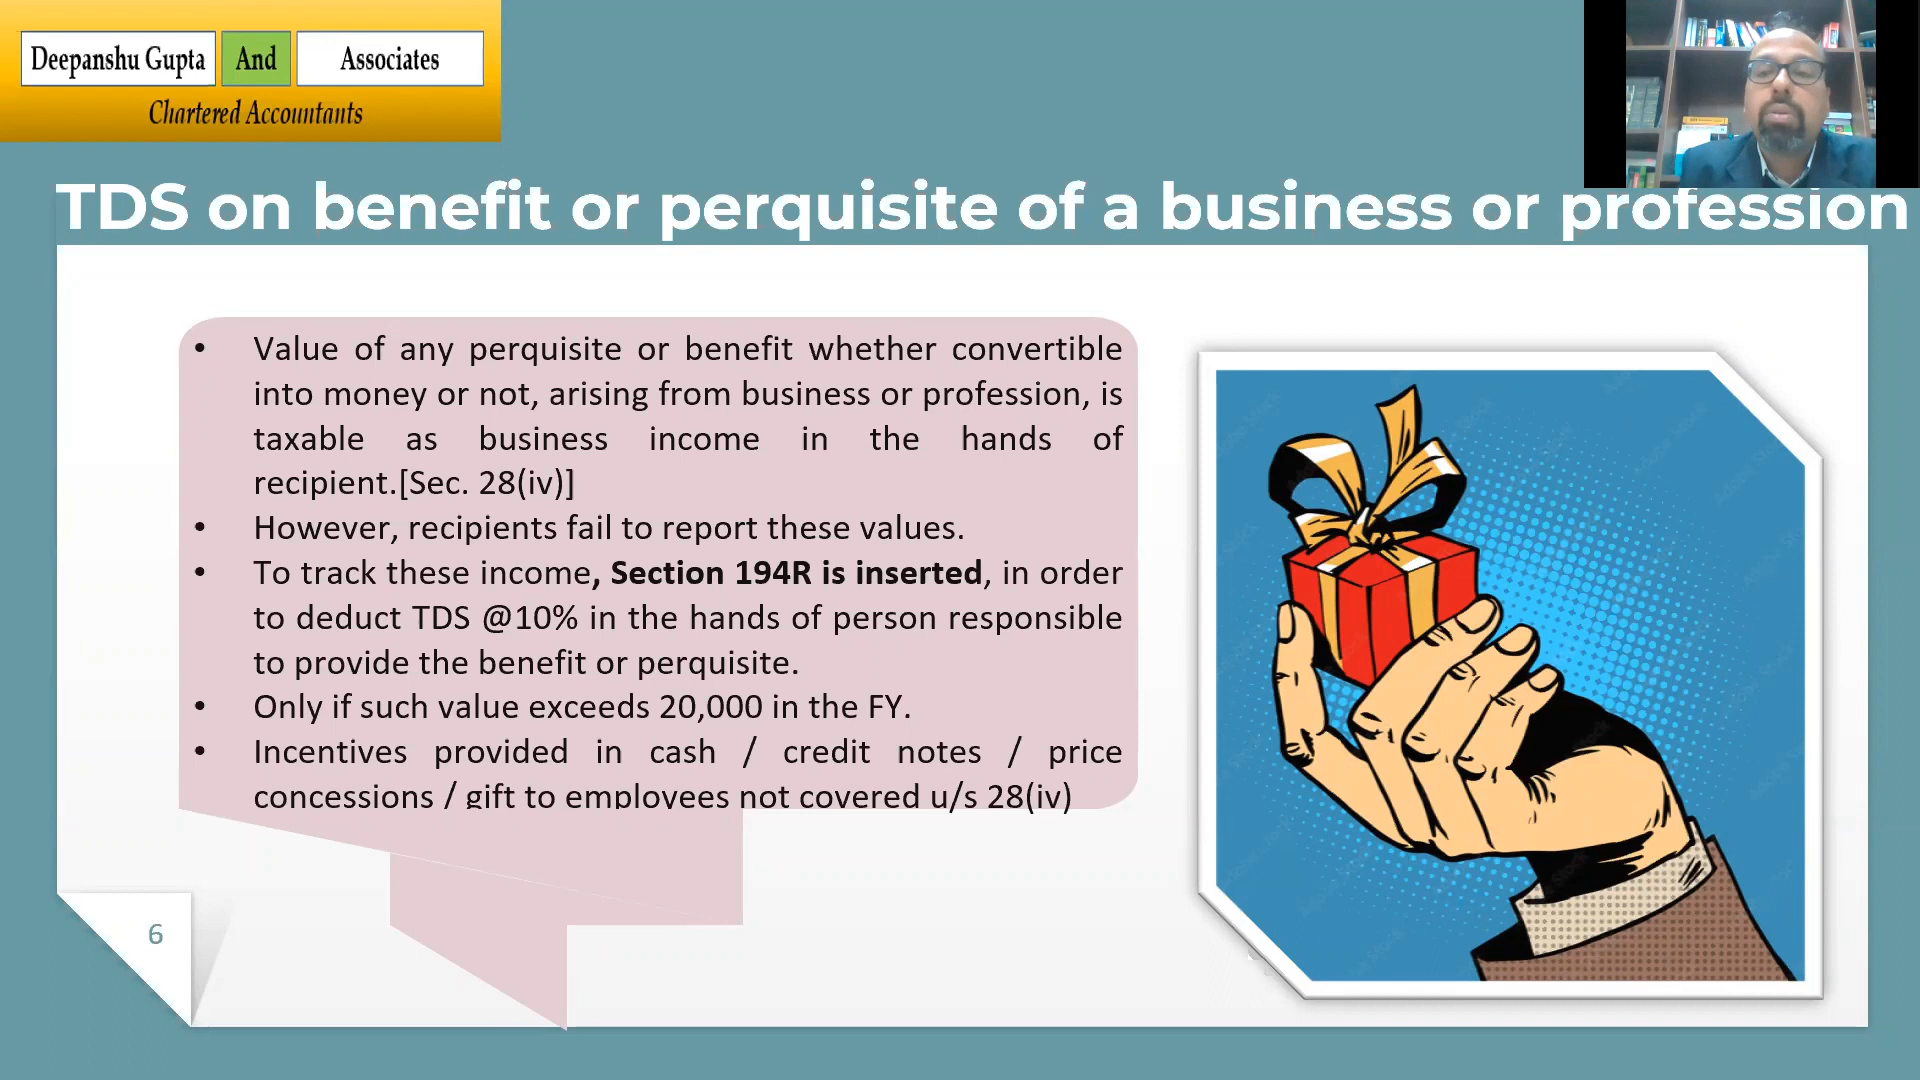 Deepanshu Gupta And Associates
Chartered Accountants
TDS on benefit or perquisite of a business or profession
• Value of any perquisite or benefit whether convertible
into money or not, arising from business or profession, is
taxable as business income in the hands of
recipient.[Sec. 28(iv)]
• However, recipients fail to report these values.
• To track these income, Section 194R is inserted, in order
to deduct TDS @10% in the hands of person responsible
to provide the benefit or perquisite.
• Only if such value exceeds 20,000 in the FY.
• Incentives provided in cash / credit notes / price
concessions / gift to employees not covered u/s 28(iv)
6